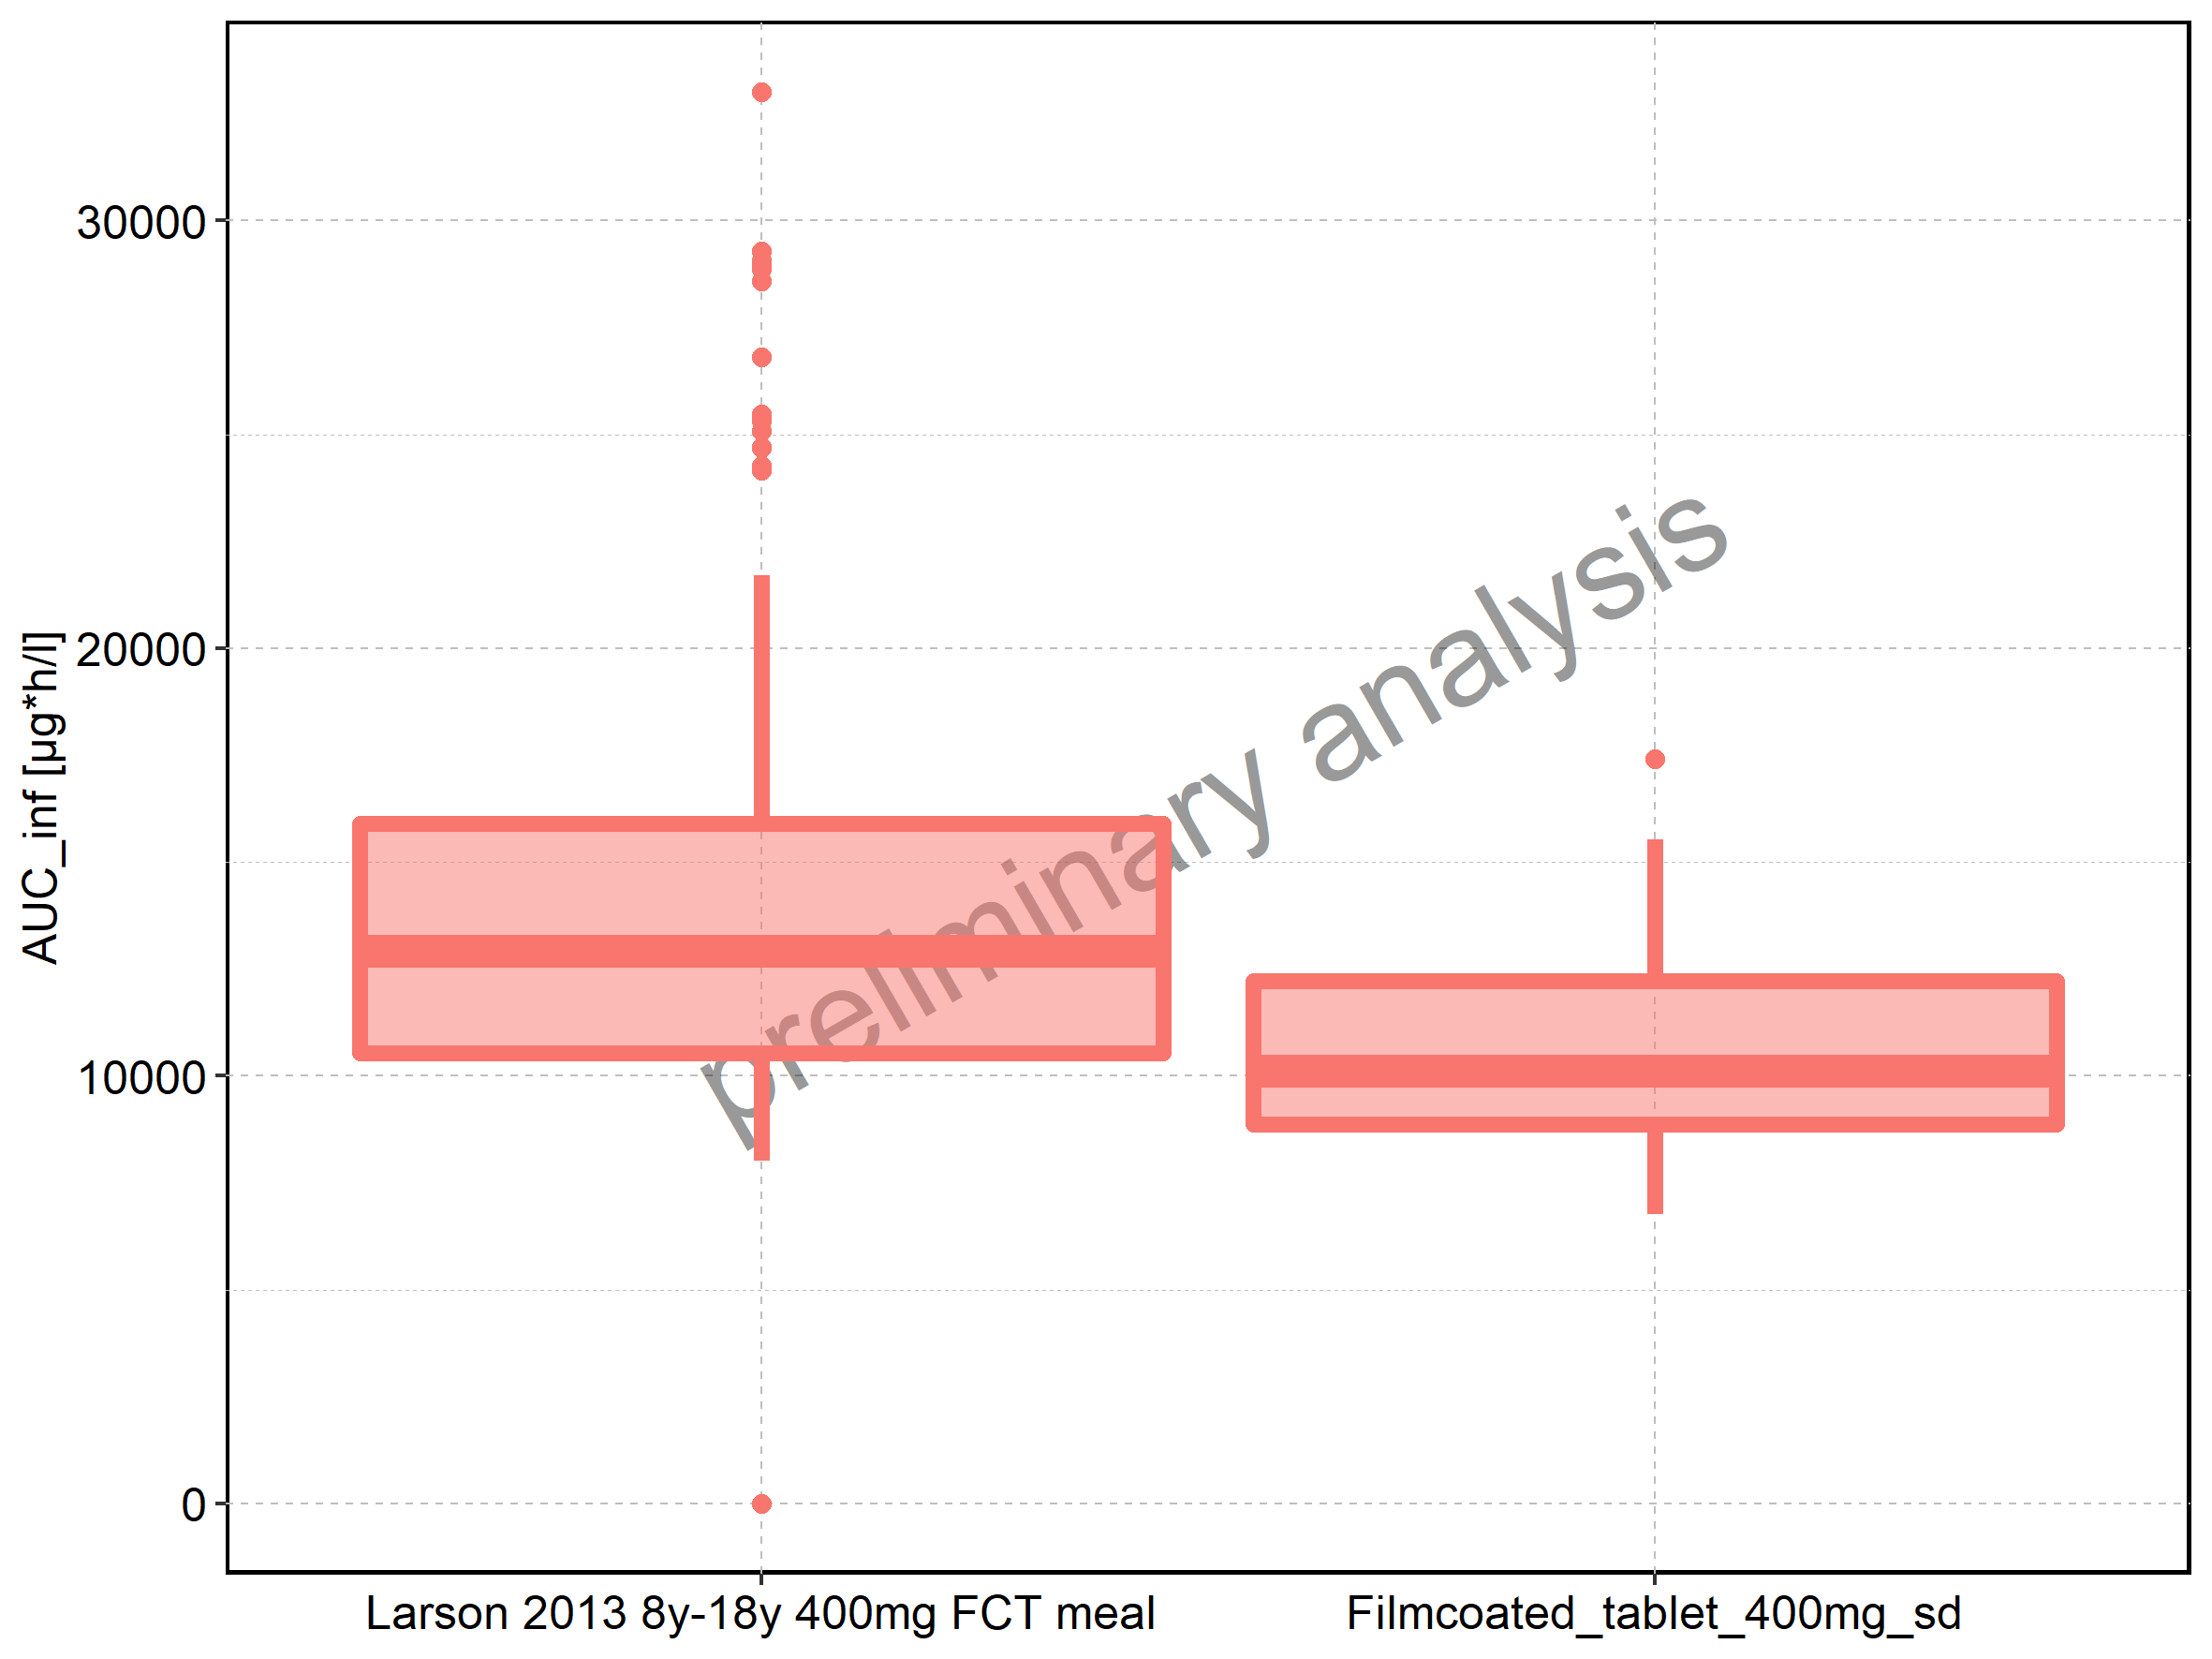 30000
20000
10000
0
AUC_inf [µg*h/l]
preliminary analysis
Larson 2013 8y-18y 400mg FCT meal
Filmcoated_tablet_400mg_sd